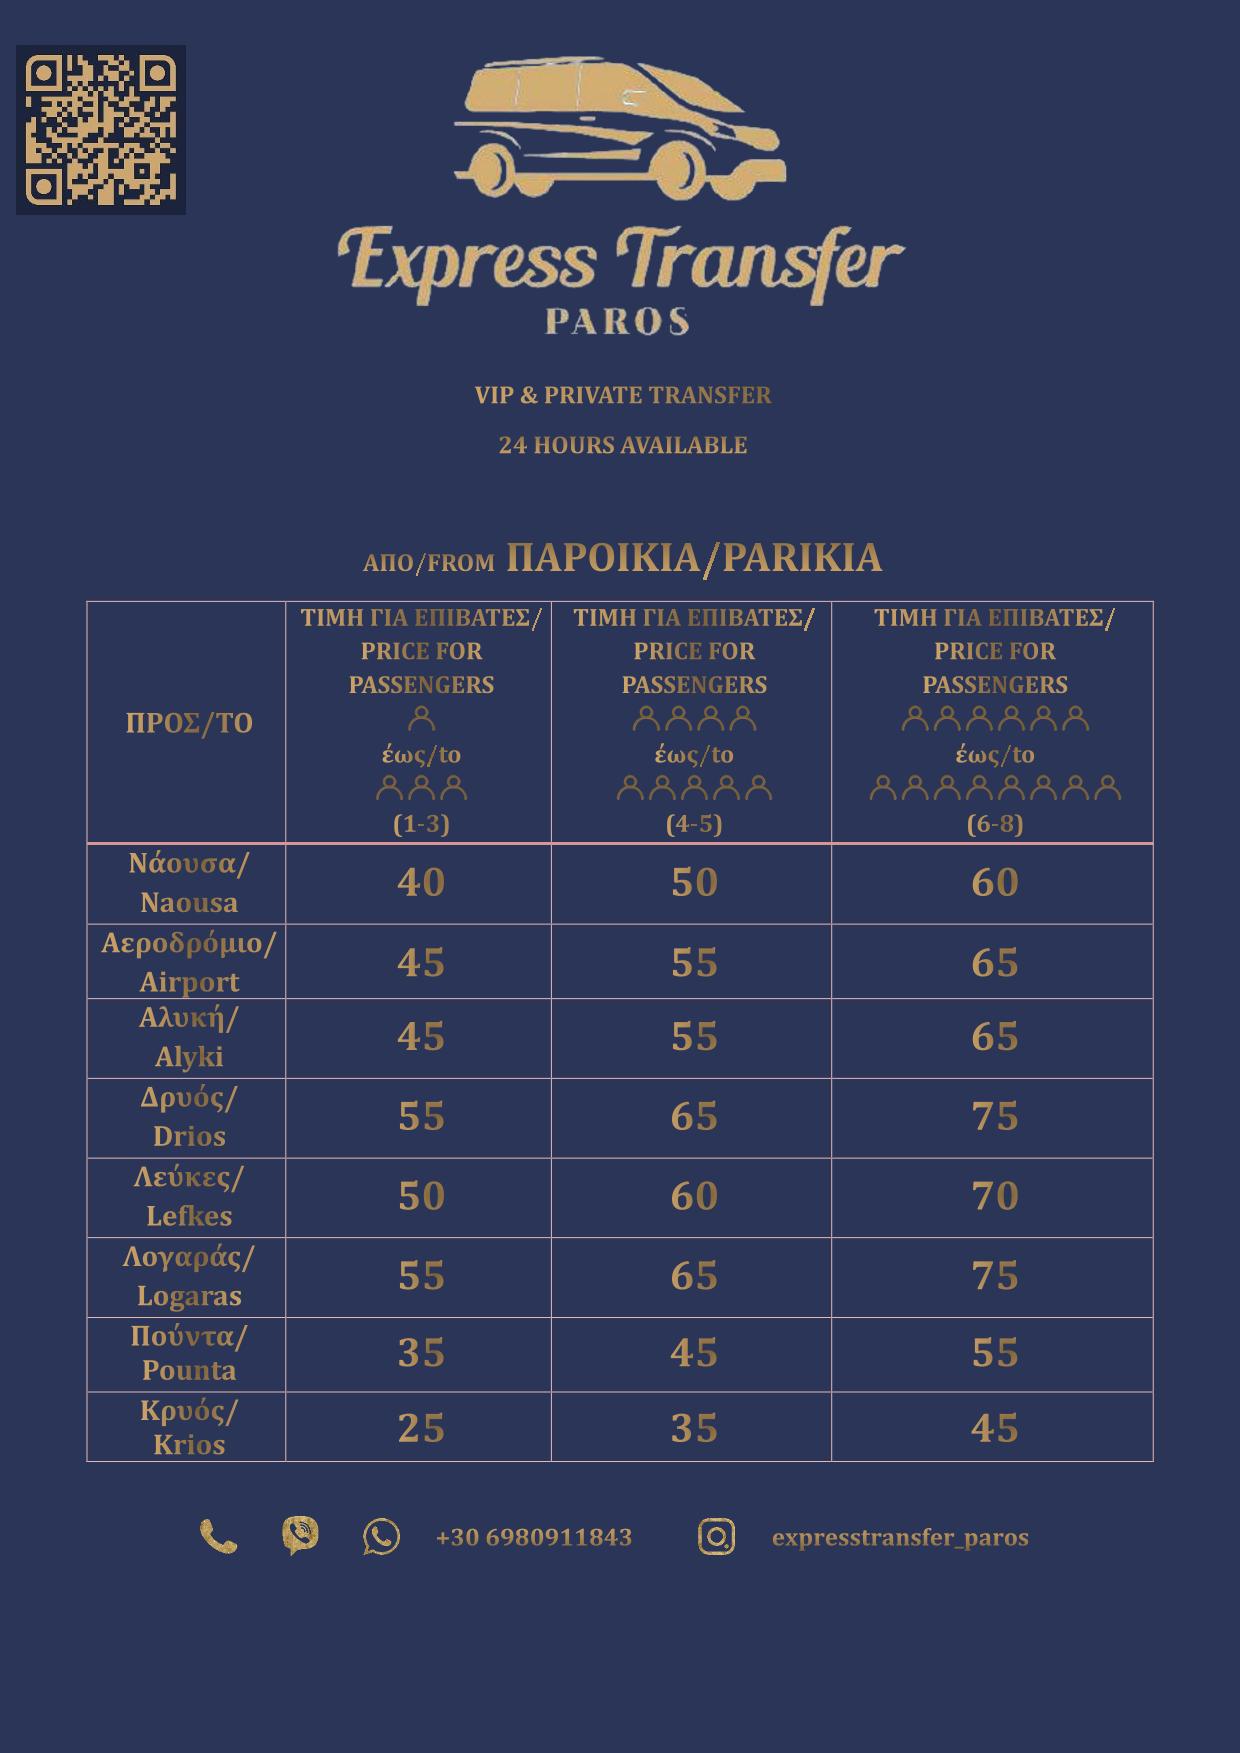 Express Transfer
PAROS
VIP & PRIVATE TRANSFER
24 HOURS AVAILABLE
ΑΠΟ/FROM ΠΑΡΟΙΚΙΑ/PARIKIA
ΠΡΟΣ/ΤΟ
ΤΙΜΗ ΓΙΑ ΕΠΙΒΑΤΕΣ/
PRICE FOR
PASSENGERS
έως/to
(1-3)
ΤΙΜΗ ΓΙΑ ΕΠΙΒΑΤΕΣ/
PRICE FOR
PASSENGERS
έως/to
(4-5)
ΤΙΜΗ ΓΙΑ ΕΠΙΒΑΤΕΣ/
PRICE FOR
PASSENGERS
έως/to
(6-8)
Νάουσα/
Naousa
40
50
60
Αεροδρόμιο/
Airport
45
55
65
Αλυκή/
Alyki
45
55
65
Δρυός/
Drios
55
65
75
Λεύκες/
Lefkes
50
60
70
Λογαράς/
Logaras
55
65
75
Πούντα/
Pounta
35
45
55
Κρυός/
Krios
25
35
45
+30 6980911843
expresstransfer_paros